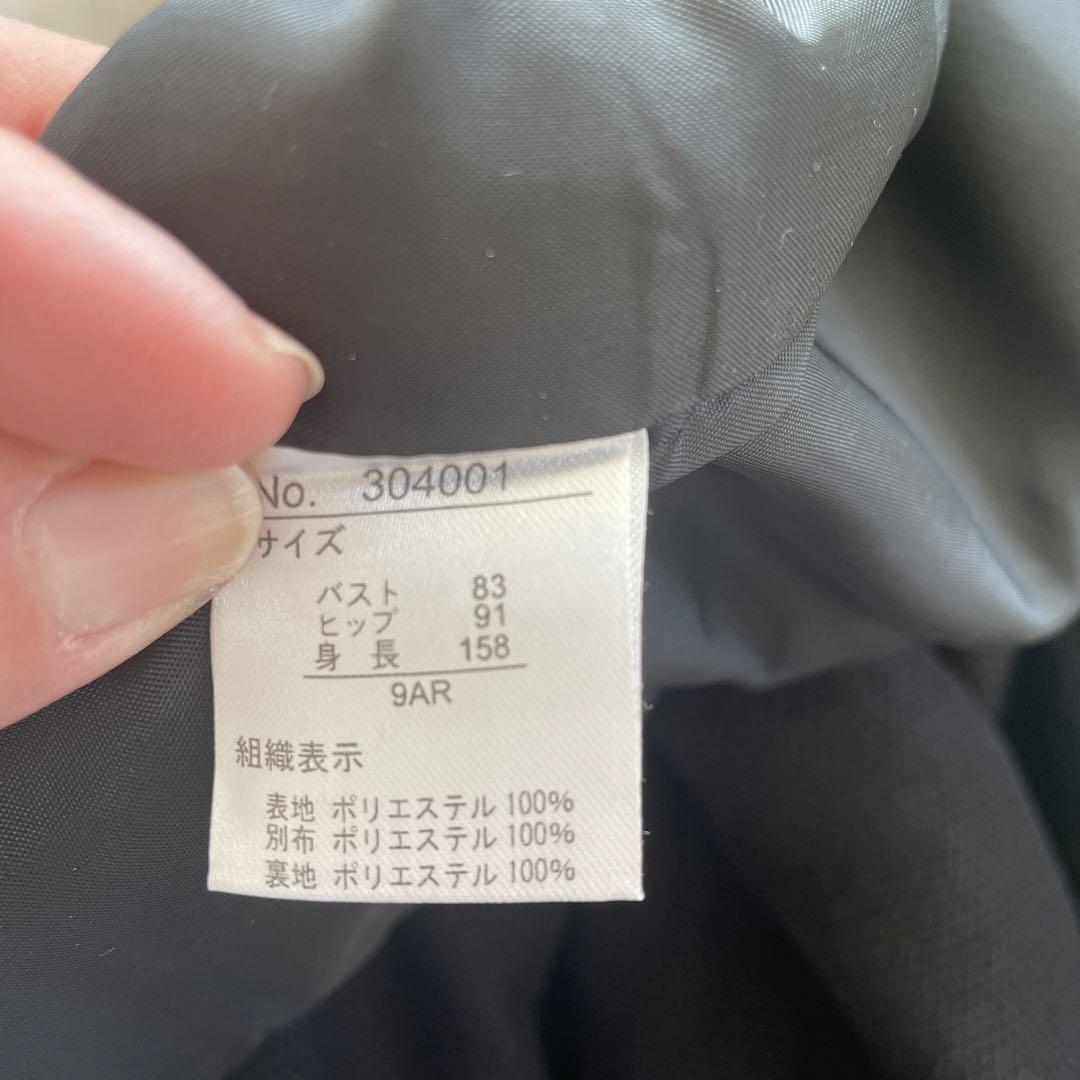 No. 304001
サイズ
バスト 83
ヒップ 91
身長 158
9AR
組織表示
表地 ポリエステル 100%
別布 ポリエステル 100%
裏地 ポリエステル 100%